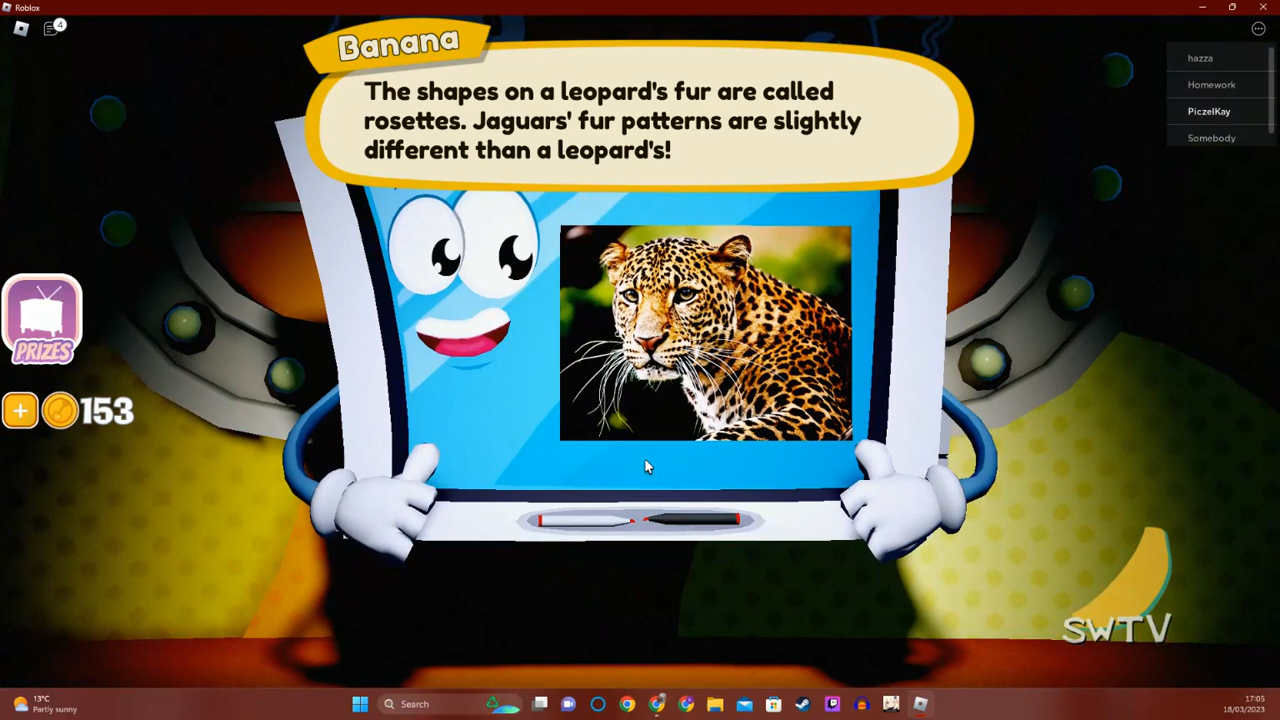 Roblox
4
Banana
The shapes on a leopard's fur are called
rosettes. Jaguars' fur patterns are slightly
different than a leopard's!
hazza
Homework
PiczelKay
Somebody
PRIZES
+ 153
SWTV
13°C
Partly sunny
Search
17:05
18/03/2023